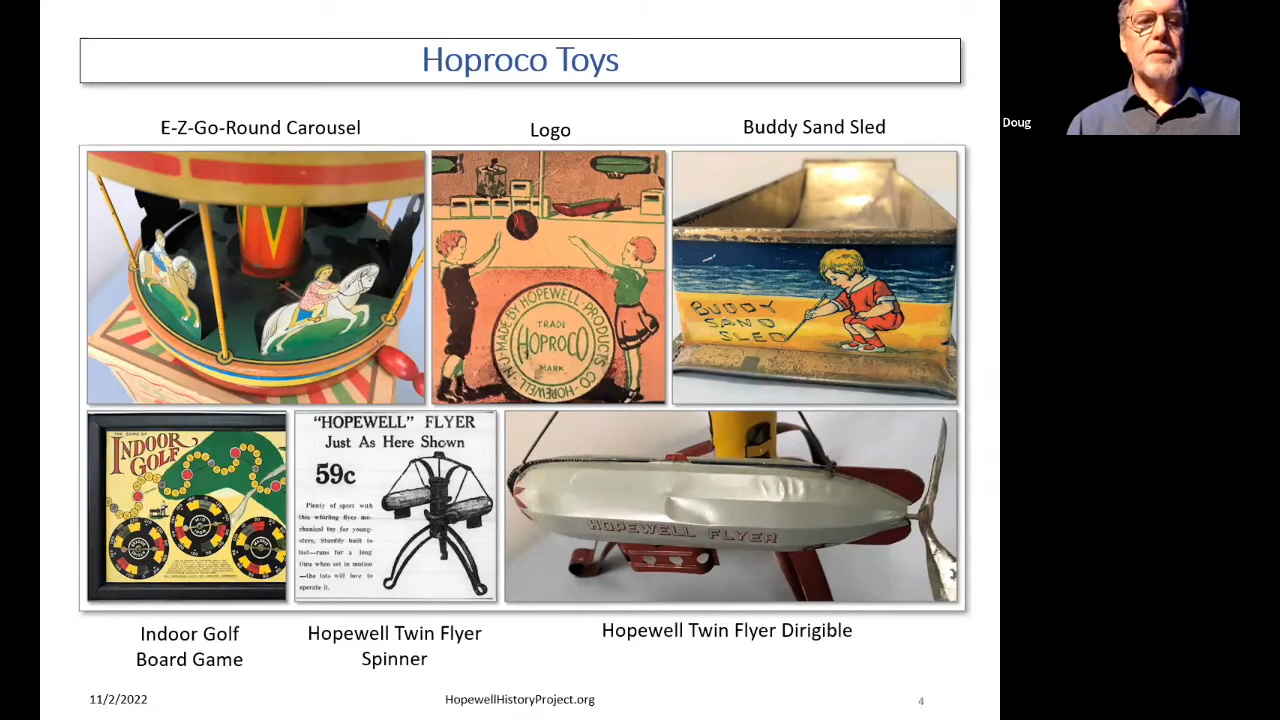 Hoproco Toys
Doug
E-Z-Go-Round Carousel
Logo
Buddy Sand Sled
MADE BY HOPEWELL PRODUCTS CO · HOPEWELL · N · J ·
TRADE
HOPROCO
MARK
BUDDY
SAND
SLED
THE GAME OF
INDOOR
GOLF
"HOPEWELL" FLYER
Just As Here Shown
59c
Plenty of sport with
this whirling flyer me-
chanical toy for young-
sters. Sturdily built to
last—runs for a long
time when set in motion
—the tots will love to
operate it.
HOPEWELL FLYER
Indoor Golf
Board Game
Hopewell Twin Flyer
Spinner
Hopewell Twin Flyer Dirigible
11/2/2022
HopewellHistoryProject.org
4